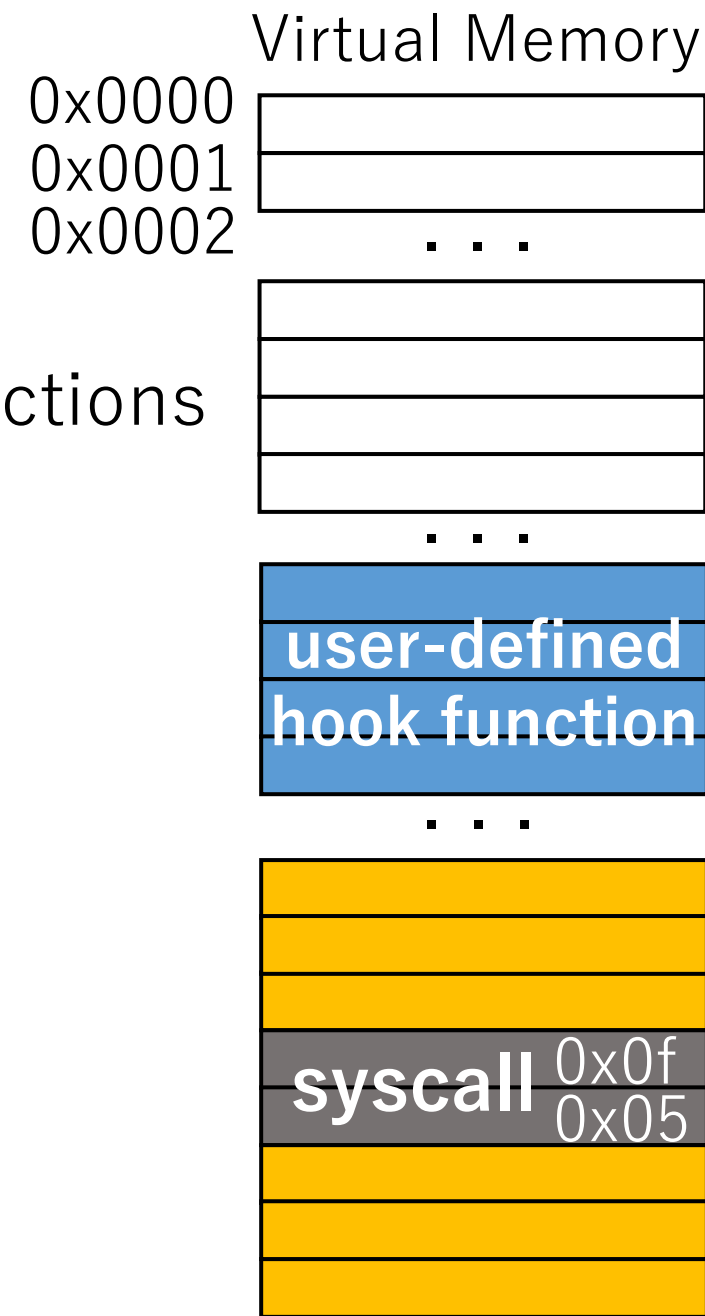 Virtual Memory
0x0000
0x0001
0x0002
. . .
ctions
. . .
user-defined
hook function
. . .
syscall 0x0f
0x05